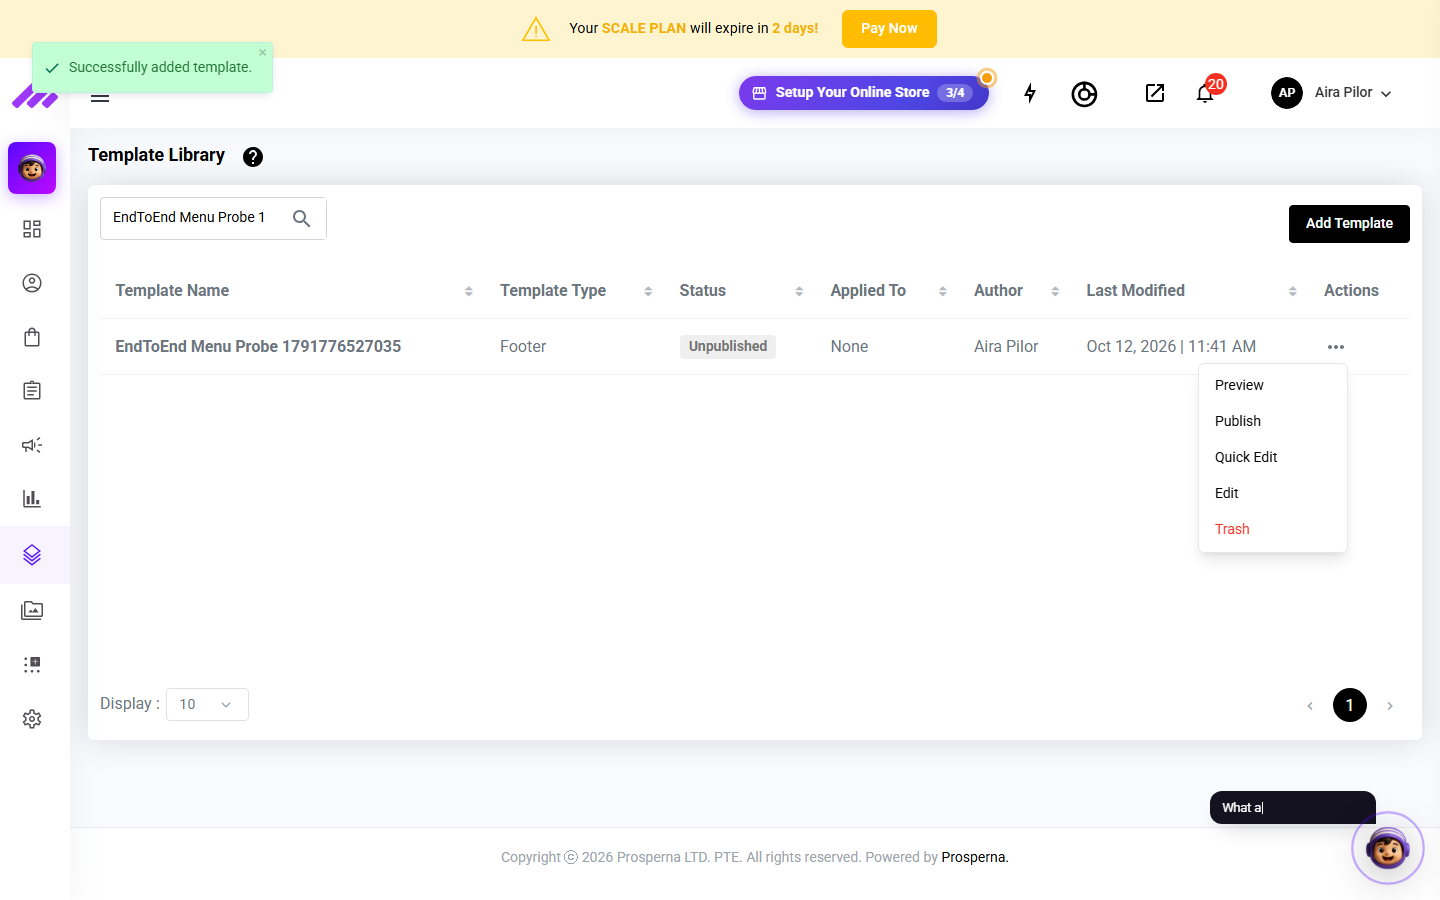 Your SCALE PLAN will expire in 2 days!
Pay Now
Successfully added template.
×
Setup Your Online Store 3/4
20
AP
Aira Pilor
Template Library
?
EndToEnd Menu Probe 1
Add Template
Template Name Template Type Status Applied To Author Last Modified Actions
EndToEnd Menu Probe 1791776527035 Footer Unpublished None Aira Pilor Oct 12, 2026 | 11:41 AM
Preview
Publish
Quick Edit
Edit
Trash
Display : 10
1
What a
Copyright © 2026 Prosperna LTD. PTE. All rights reserved. Powered by Prosperna.